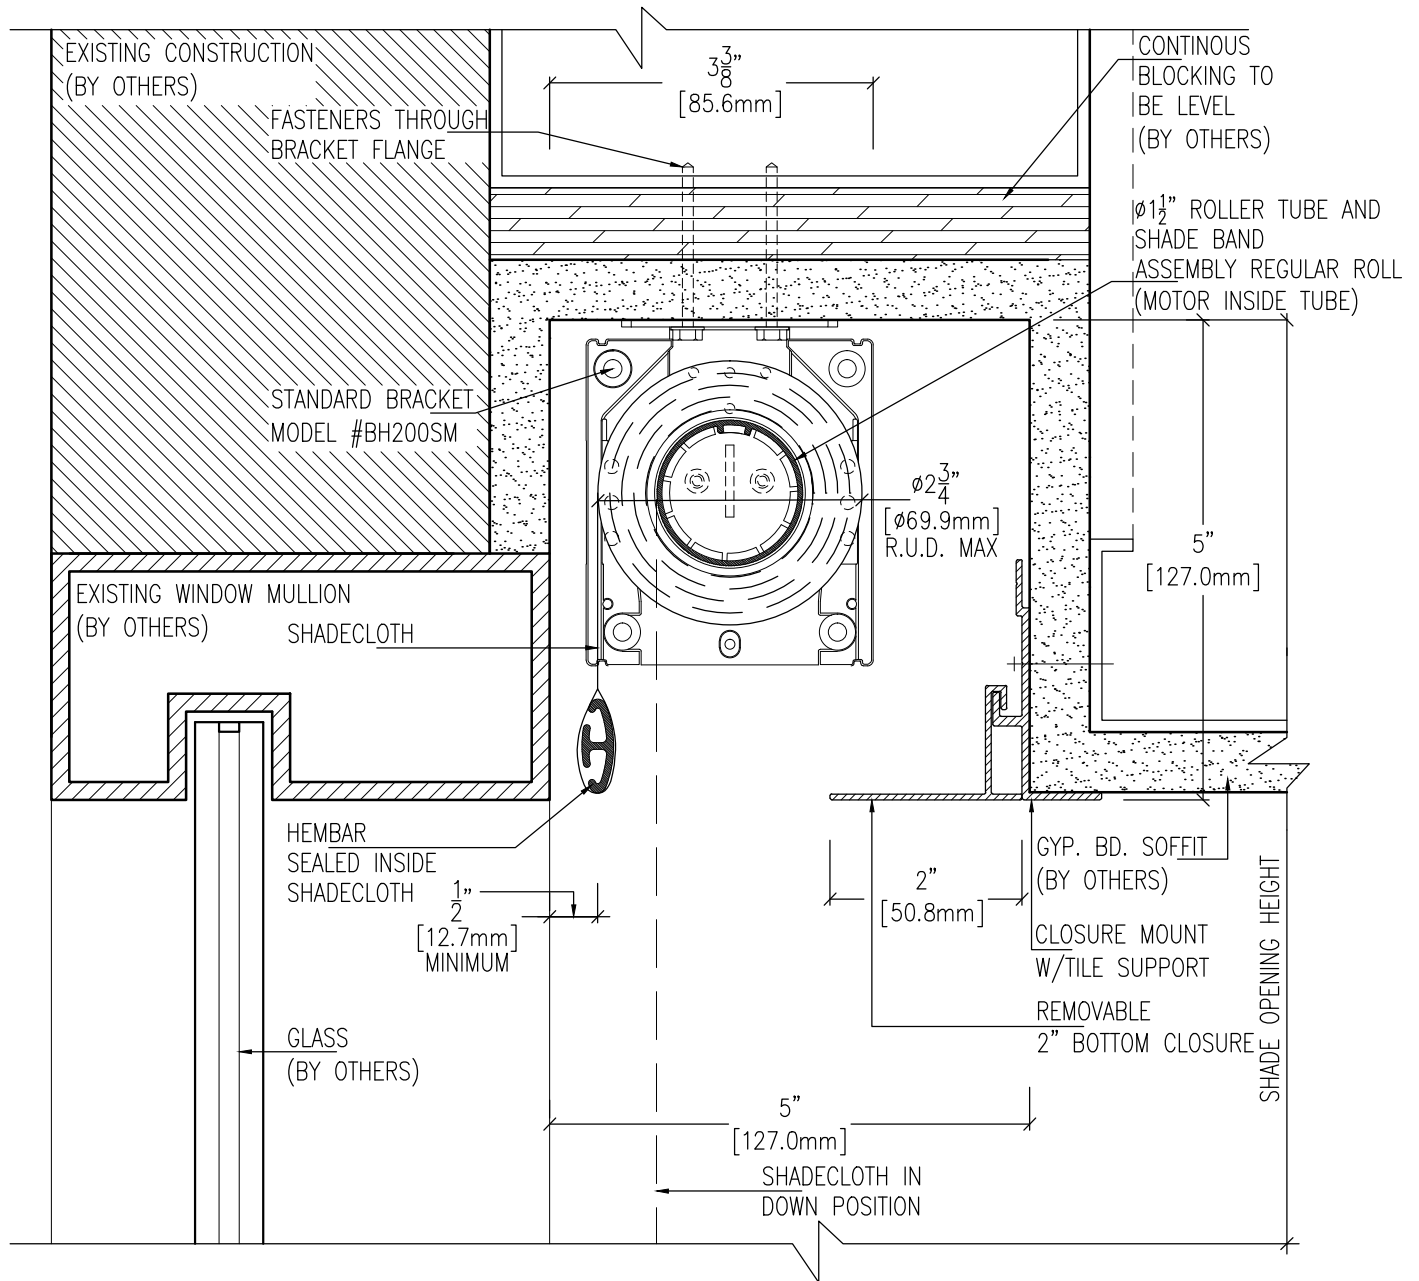 EXISTING CONSTRUCTION
(BY OTHERS)
3 3/8"
[85.6mm]
CONTINOUS
BLOCKING TO
BE LEVEL
(BY OTHERS)
FASTENERS THROUGH
BRACKET FLANGE
ø1 1/2" ROLLER TUBE AND
SHADE BAND
ASSEMBLY REGULAR ROLL
(MOTOR INSIDE TUBE)
STANDARD BRACKET
MODEL #BH200SM
ø2 3/4"
[ø69.9mm]
R.U.D. MAX
5"
[127.0mm]
EXISTING WINDOW MULLION
(BY OTHERS)
SHADECLOTH
HEMBAR
SEALED INSIDE
SHADECLOTH
1/2"
[12.7mm]
MINIMUM
2"
[50.8mm]
GYP. BD. SOFFIT
(BY OTHERS)
CLOSURE MOUNT
W/TILE SUPPORT
REMOVABLE
2" BOTTOM CLOSURE
SHADE OPENING HEIGHT
GLASS
(BY OTHERS)
5"
[127.0mm]
SHADECLOTH IN
DOWN POSITION